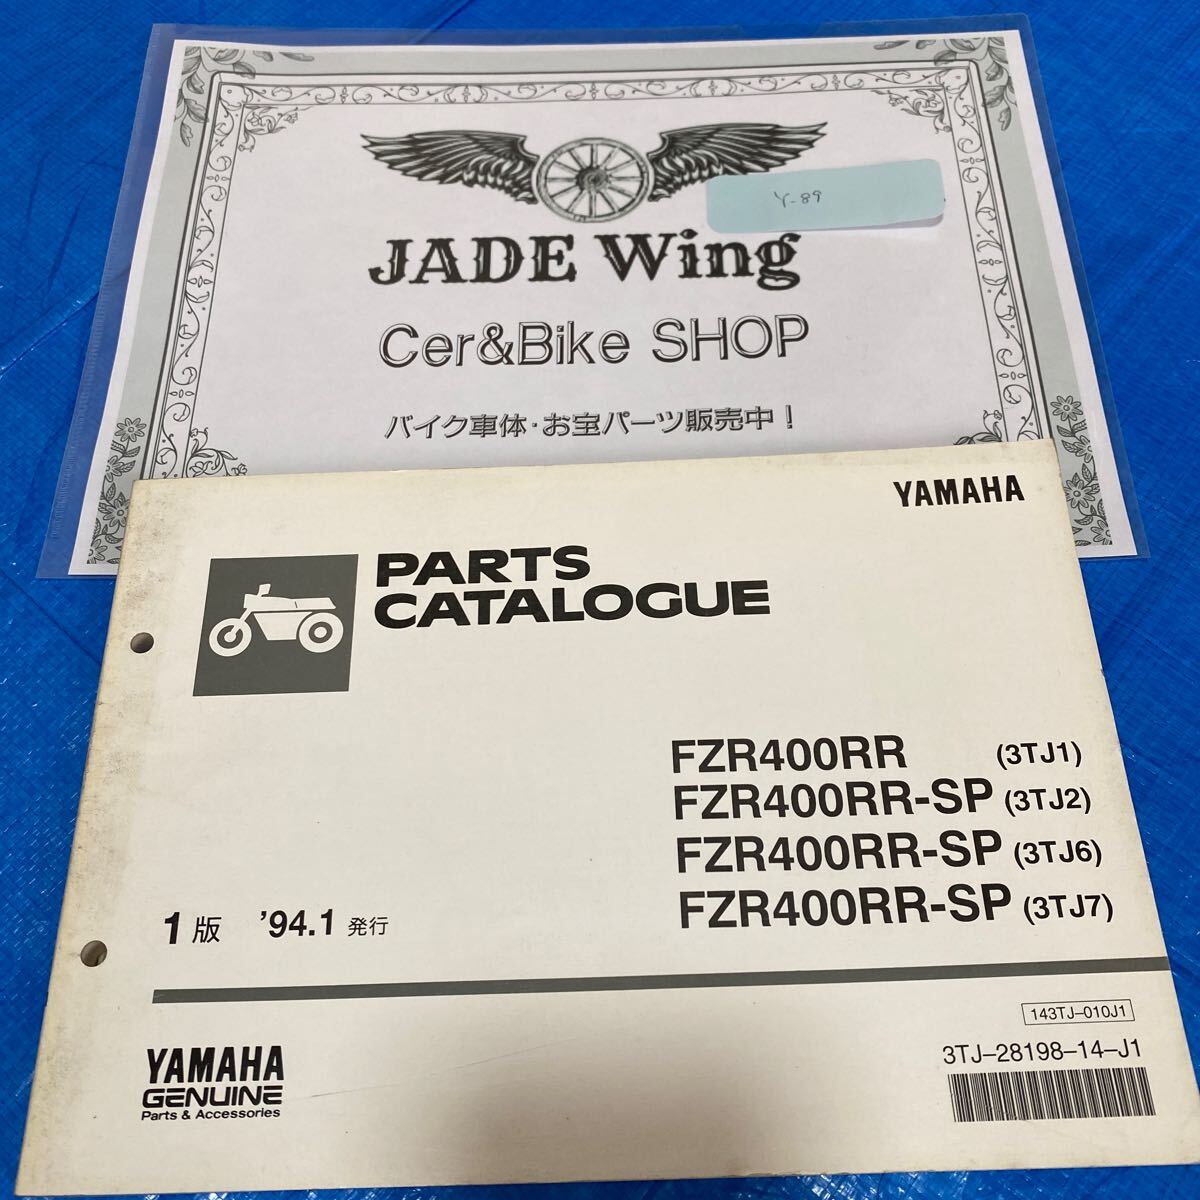 Y-89
JADE Wing
Cer&Bike SHOP
バイク車体・お宝パーツ販売中！
YAMAHA
PARTS
CATALOGUE
FZR400RR (3TJ1)
FZR400RR-SP (3TJ2)
FZR400RR-SP (3TJ6)
FZR400RR-SP (3TJ7)
1版 '94.1 発行
143TJ-010J1
3TJ-28198-14-J1
YAMAHA
GENUINE
Parts & Accessories